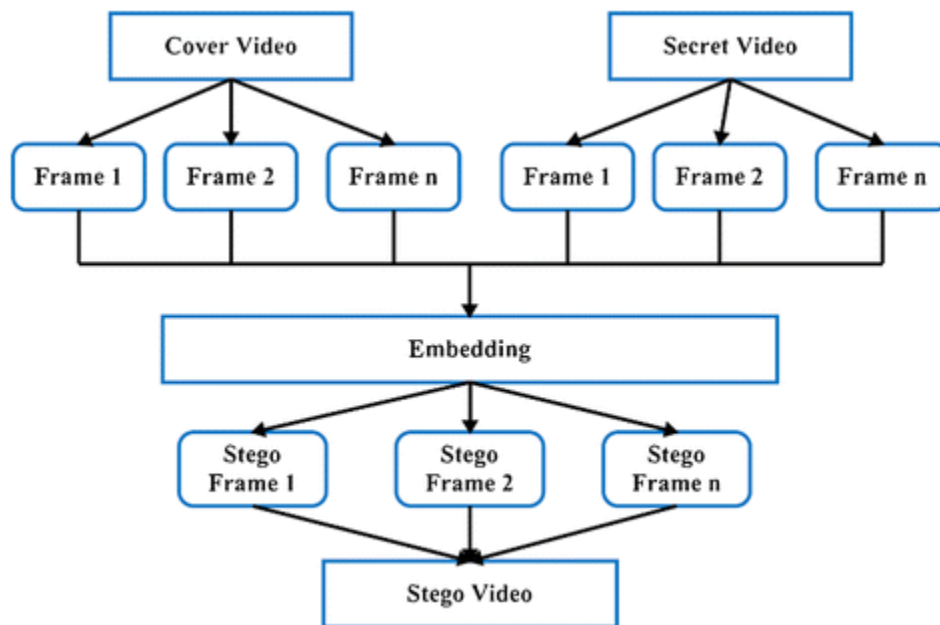 Cover Video
Secret Video
Frame 1
Frame 2
Frame n
Frame 1
Frame 2
Frame n
Embedding
Stego
Frame 1
Stego
Frame 2
Stego
Frame n
Stego Video